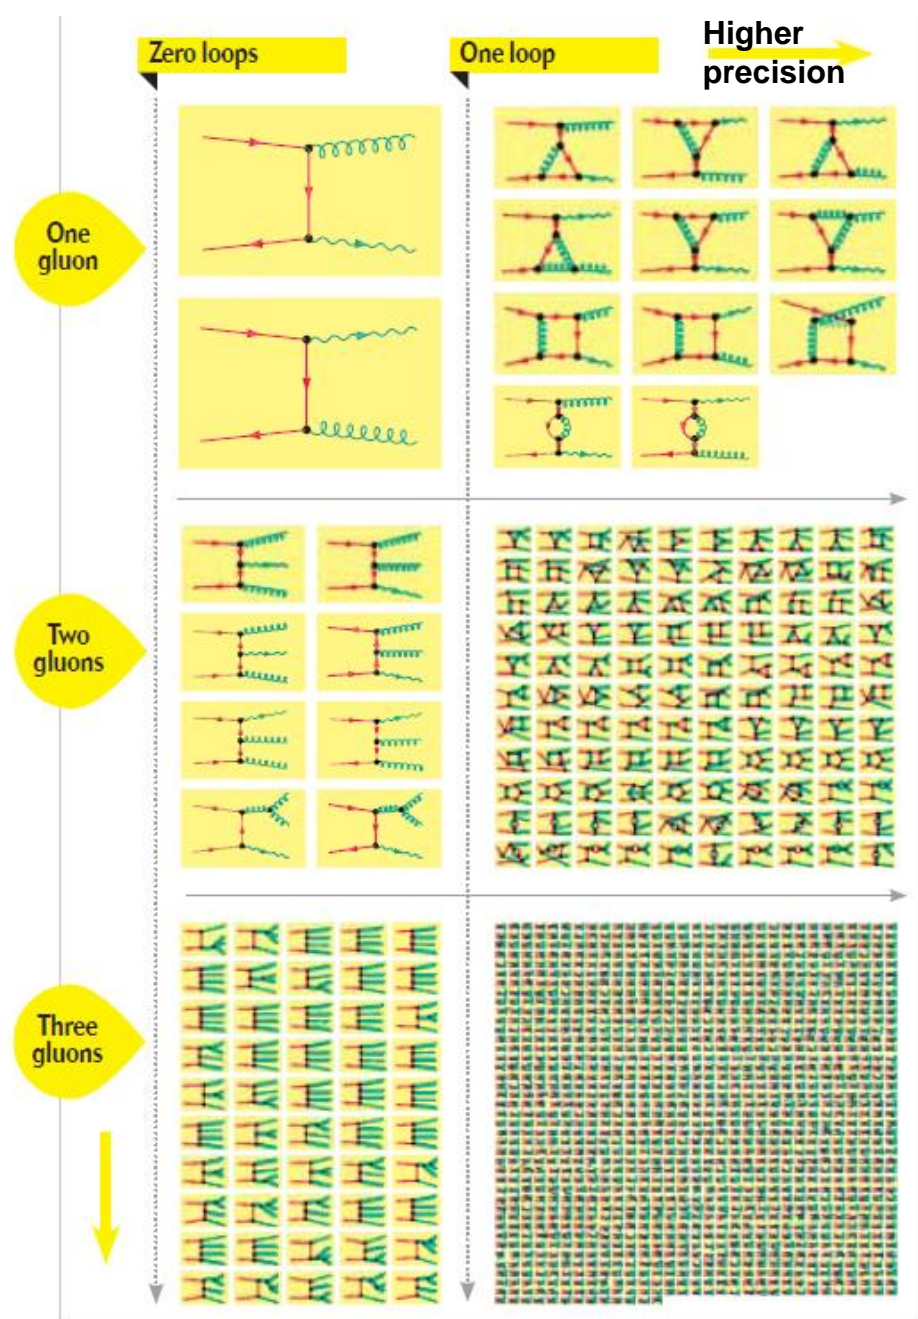 Zero loops
One loop
Higher
precision
One
gluon
Two
gluons
Three
gluons